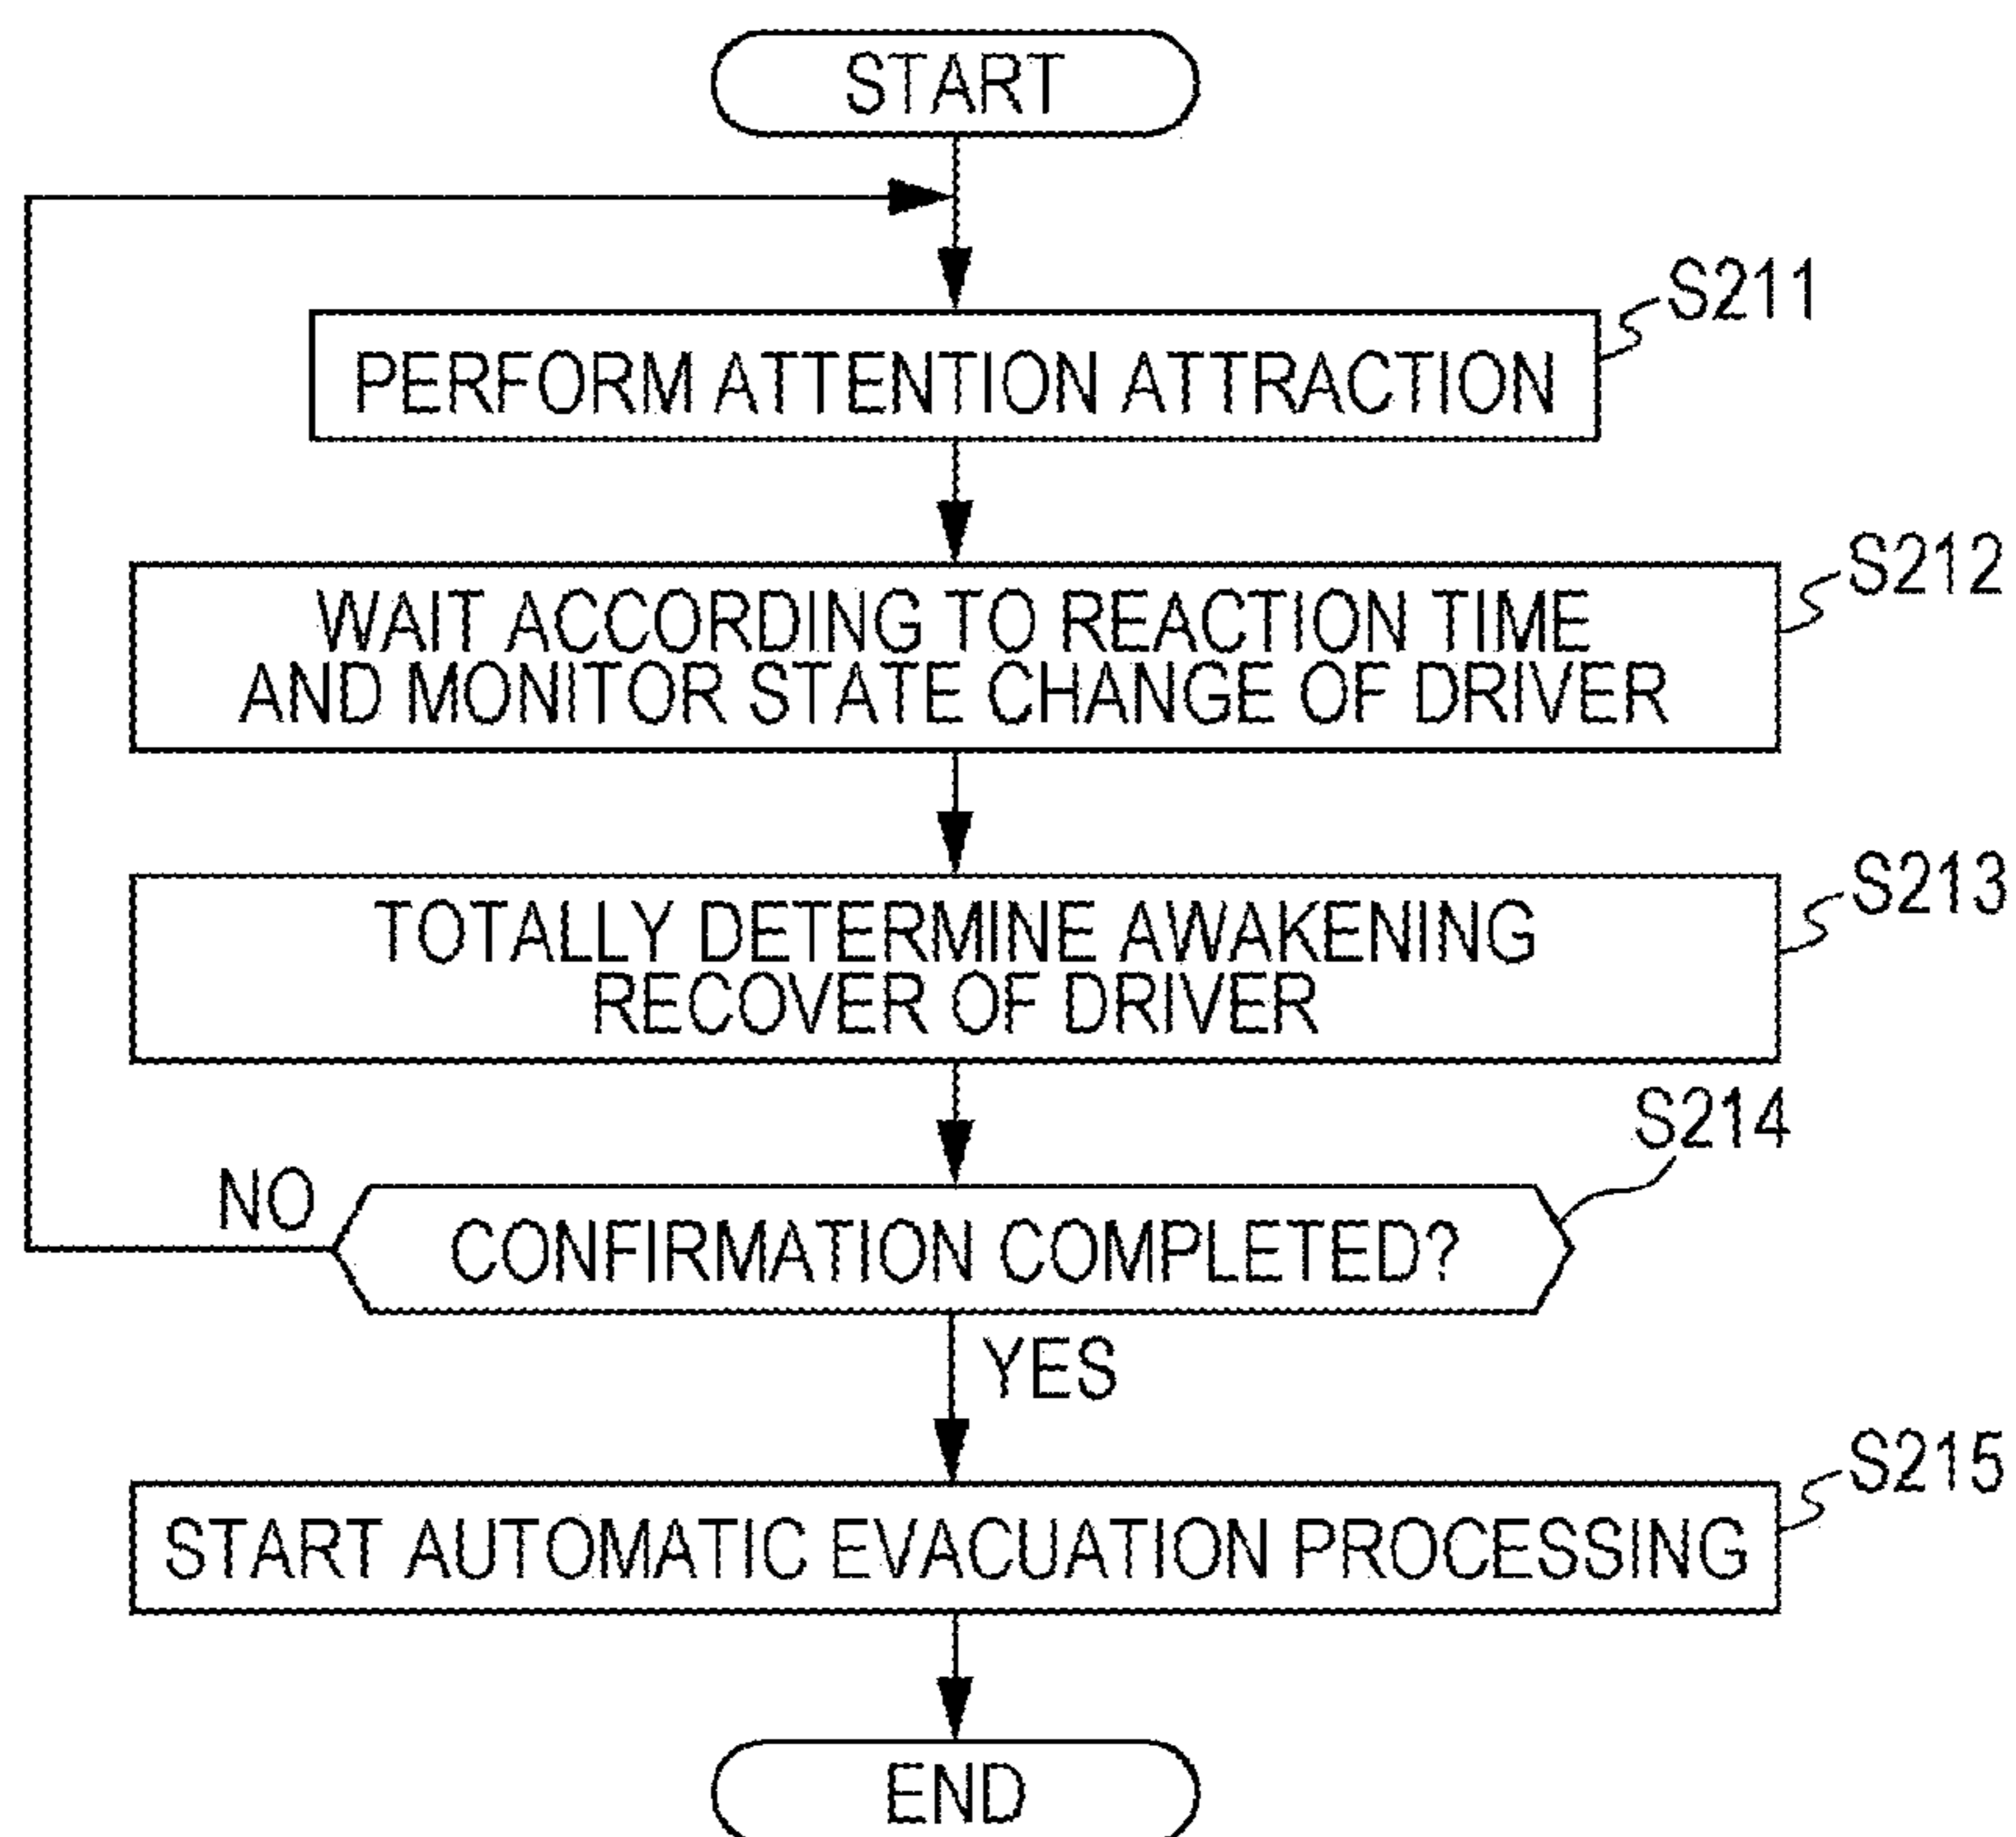 START
S211
PERFORM ATTENTION ATTRACTION
S212
WAIT ACCORDING TO REACTION TIME
AND MONITOR STATE CHANGE OF DRIVER
S213
TOTALLY DETERMINE AWAKENING
RECOVER OF DRIVER
S214
NO
CONFIRMATION COMPLETED?
YES
S215
START AUTOMATIC EVACUATION PROCESSING
END